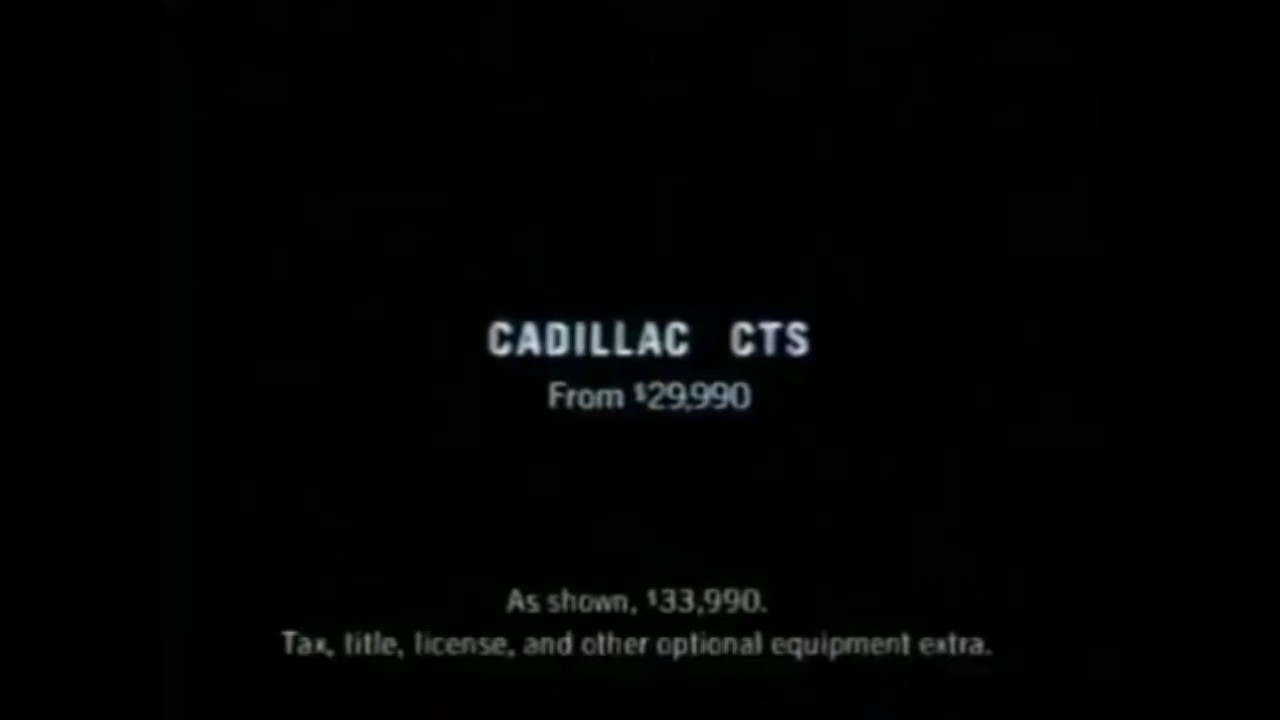 CADILLAC CTS
From $29,990
As shown, $33,990.
Tax, title, license, and other optional equipment extra.